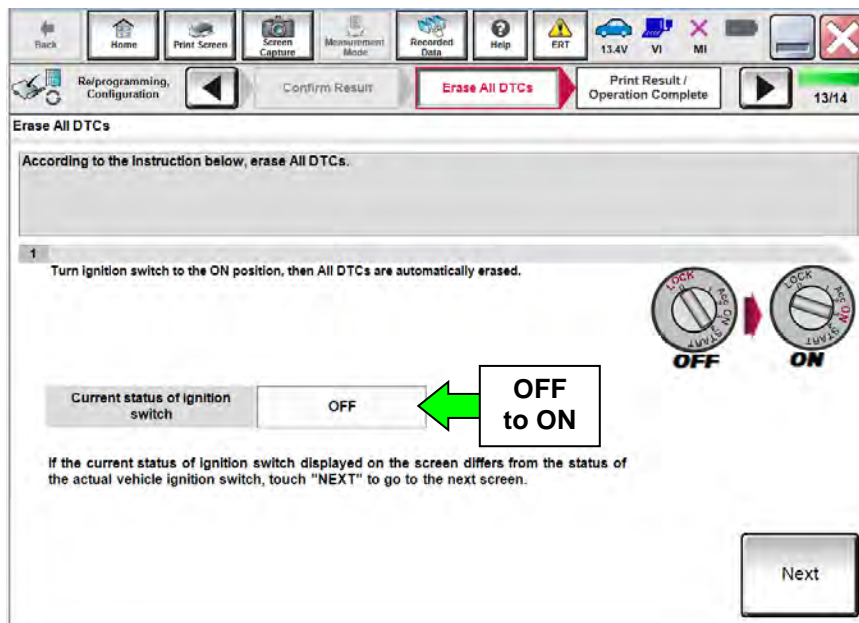 Back
Home
Print Screen
Screen
Capture
Measurement
Mode
Recorded
Data
Help
ERT
13.4V
VI
MI
Re/programming,
Configuration
Confirm Result
Erase All DTCs
Print Result /
Operation Complete
13/14
Erase All DTCs
According to the instruction below, erase All DTCs.
1
Turn ignition switch to the ON position, then All DTCs are automatically erased.
LOCK
Acc
ON
START
OFF
LOCK
Acc
ON
START
ON
Current status of ignition
switch
OFF
OFF
to ON
If the current status of ignition switch displayed on the screen differs from the status of
the actual vehicle ignition switch, touch "NEXT" to go to the next screen.
Next